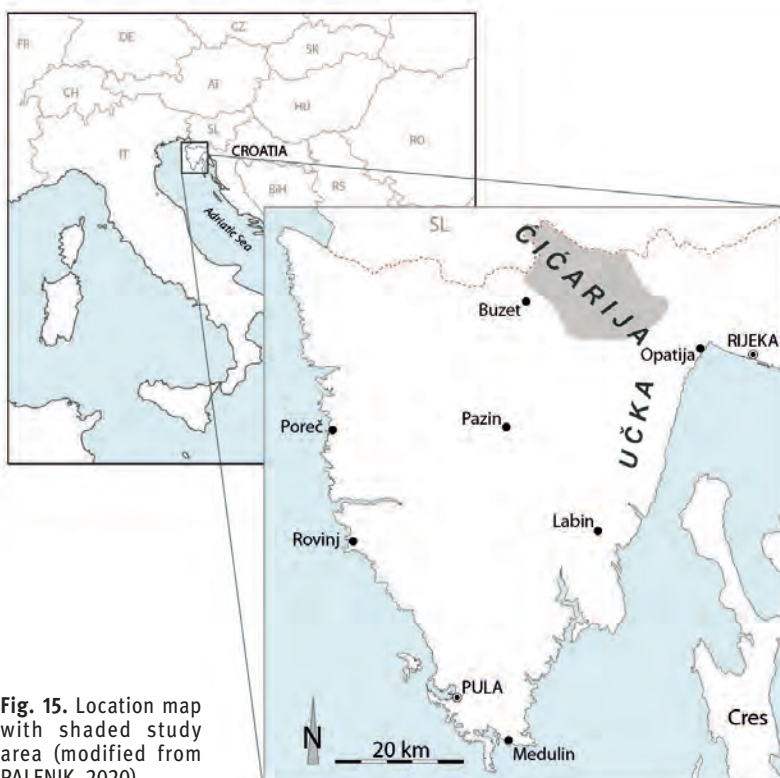 FR
DE
CZ
SK
CH
AT
HU
RO
IT
SL
CROATIA
BiH
RS
Adriatic Sea
SL
ĆIĆARIJA
Buzet
Opatija
RIJEKA
UČKA
Poreč
Pazin
Labin
Rovinj
PULA
Cres
N
20 km
Medulin
Fig. 15. Location map
with shaded study
area (modified from
PALENIK, 2020)